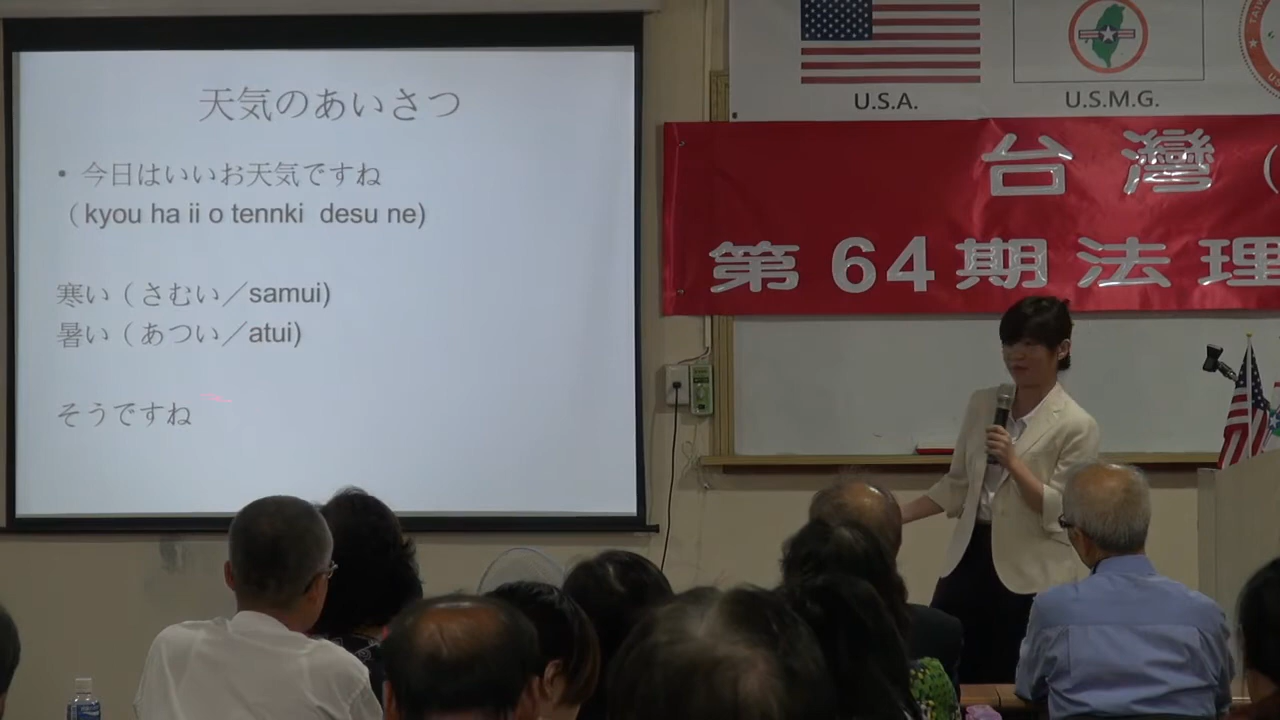 天気のあいさつ
• 今日はいいお天気ですね
（kyou ha ii o tennki desu ne)
寒い（さむい／samui)
暑い（あつい／atui)
そうですね
U.S.A.
U.S.M.G.
台灣（
第64期法理